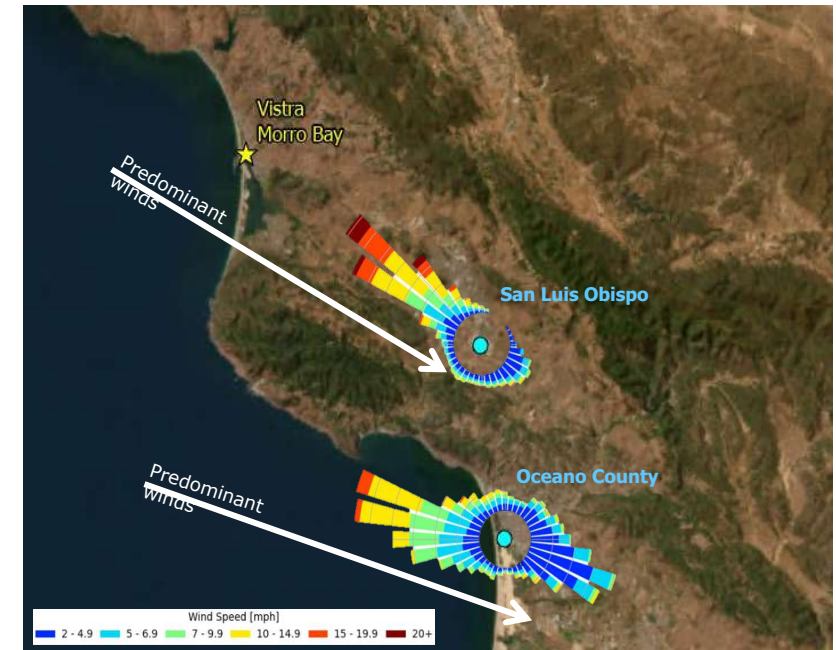 Vistra
Morro Bay
Predominant
winds
San Luis Obispo
Oceano County
Predominant
winds
Wind Speed [mph]
2 - 4.9 5 - 6.9 7 - 9.9 10 - 14.9 15 - 19.9 20+